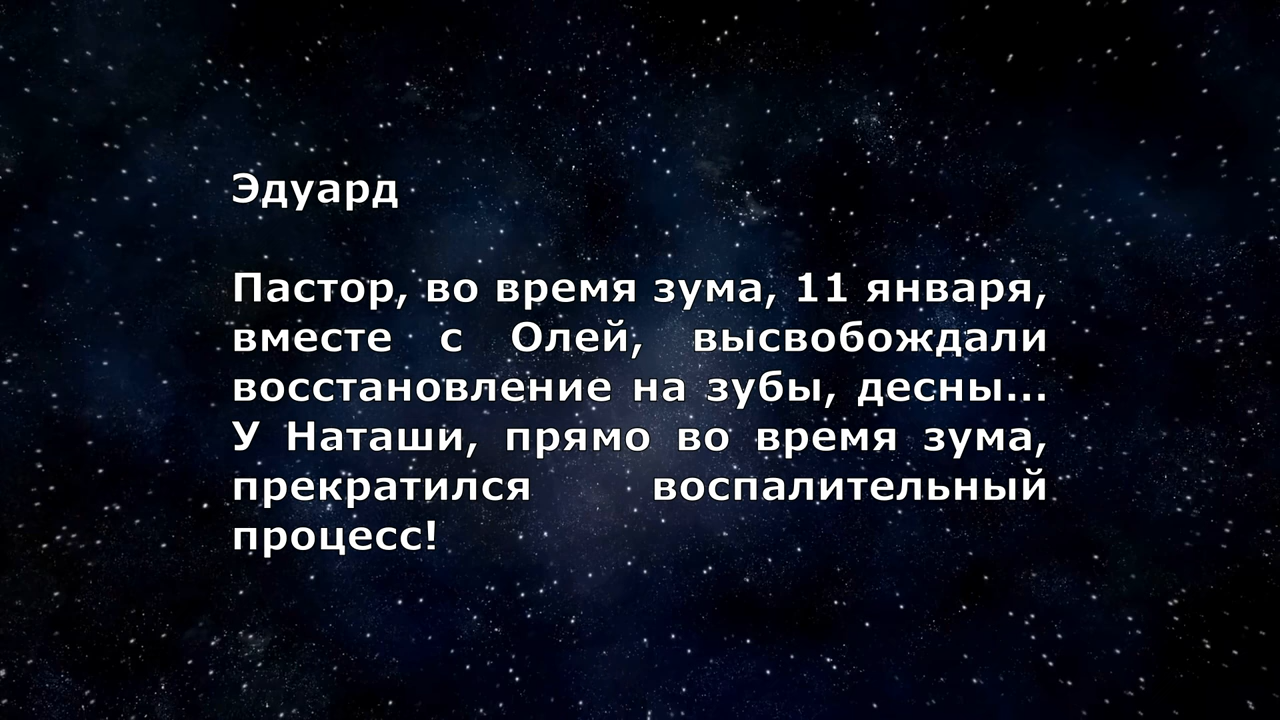 Эдуард
Пастор, во время зума, 11 января,
вместе с Олей, высвобождали
восстановление на зубы, десны...
У Наташи, прямо во время зума,
прекратился воспалительный
процесс!